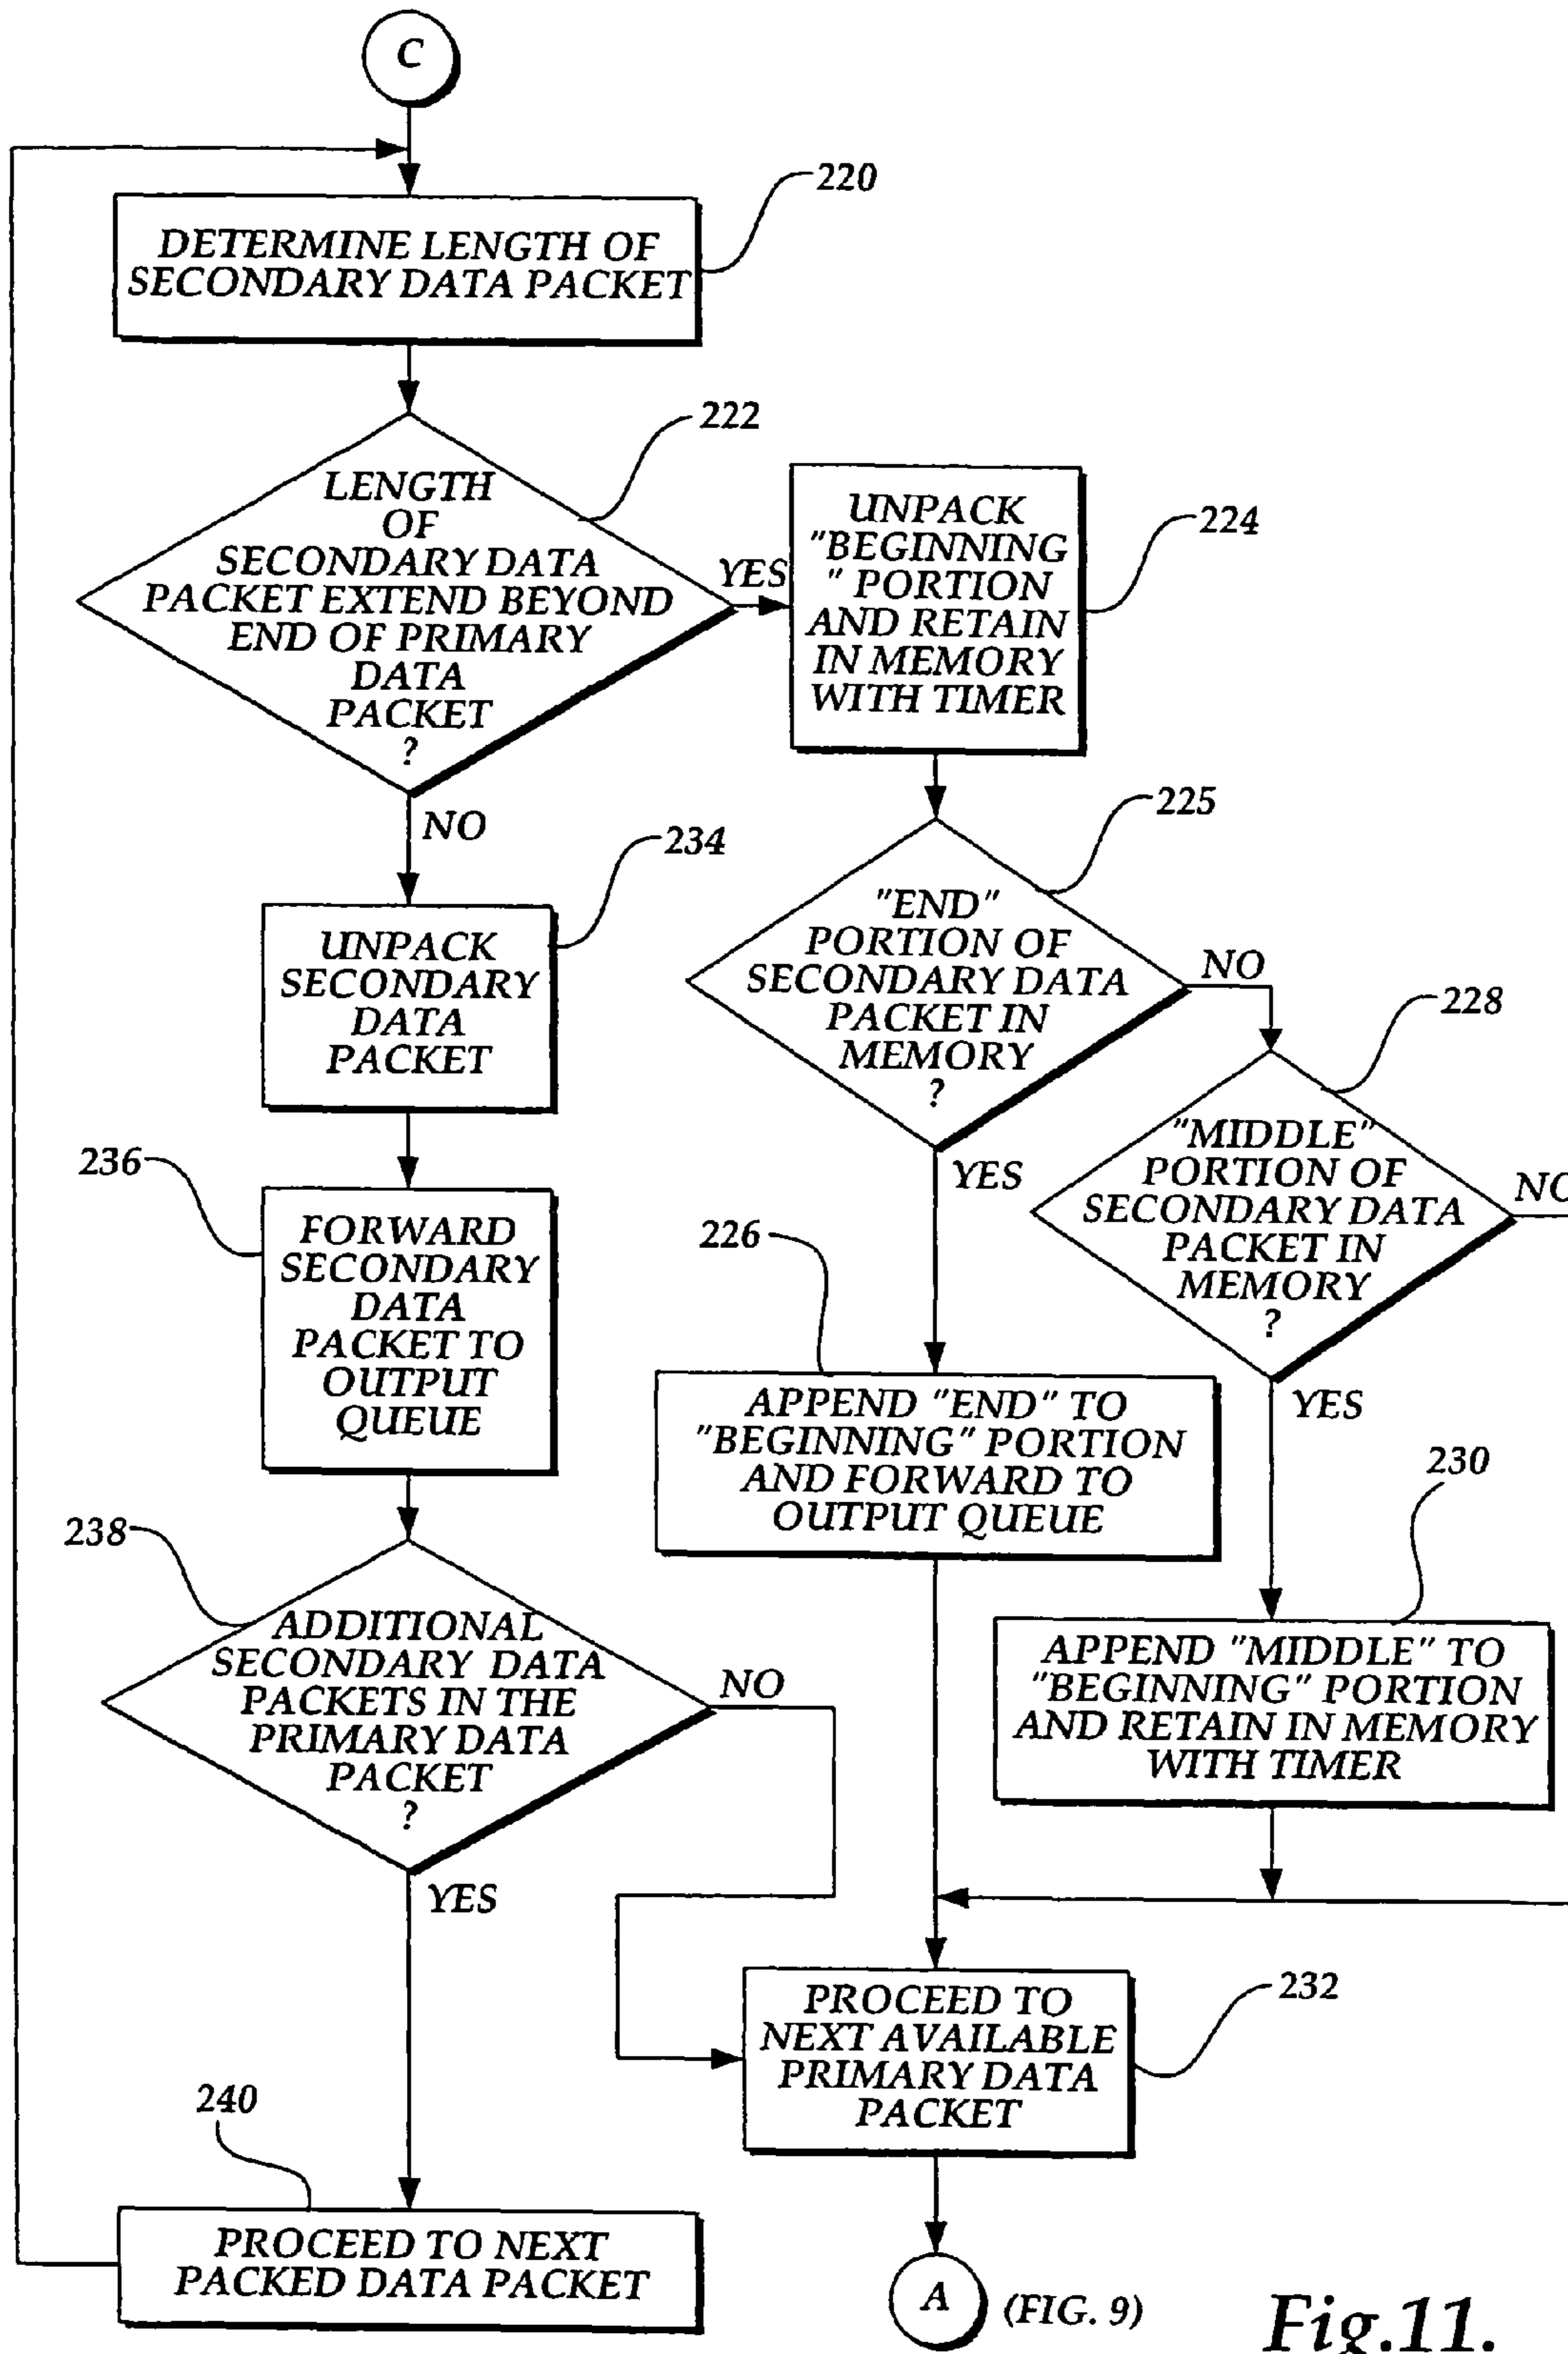 C
220
DETERMINE LENGTH OF
SECONDARY DATA PACKET
222
LENGTH
OF
SECONDARY DATA
PACKET EXTEND BEYOND
END OF PRIMARY
DATA
PACKET
?
YES
NO
UNPACK
"BEGINNING
" PORTION
AND RETAIN
IN MEMORY
WITH TIMER
224
225
"END"
PORTION OF
SECONDARY DATA
PACKET IN
MEMORY
?
NO
YES
228
"MIDDLE"
PORTION OF
SECONDARY DATA
PACKET IN
MEMORY
?
NO
YES
234
UNPACK
SECONDARY
DATA
PACKET
236
FORWARD
SECONDARY
DATA
PACKET TO
OUTPUT
QUEUE
226
APPEND "END" TO
"BEGINNING" PORTION
AND FORWARD TO
OUTPUT QUEUE
230
APPEND "MIDDLE" TO
"BEGINNING" PORTION
AND RETAIN IN MEMORY
WITH TIMER
238
ADDITIONAL
SECONDARY DATA
PACKETS IN THE
PRIMARY DATA
PACKET
?
NO
YES
PROCEED TO
NEXT AVAILABLE
PRIMARY DATA
PACKET
232
240
PROCEED TO NEXT
PACKED DATA PACKET
A
(FIG. 9)
Fig.11.